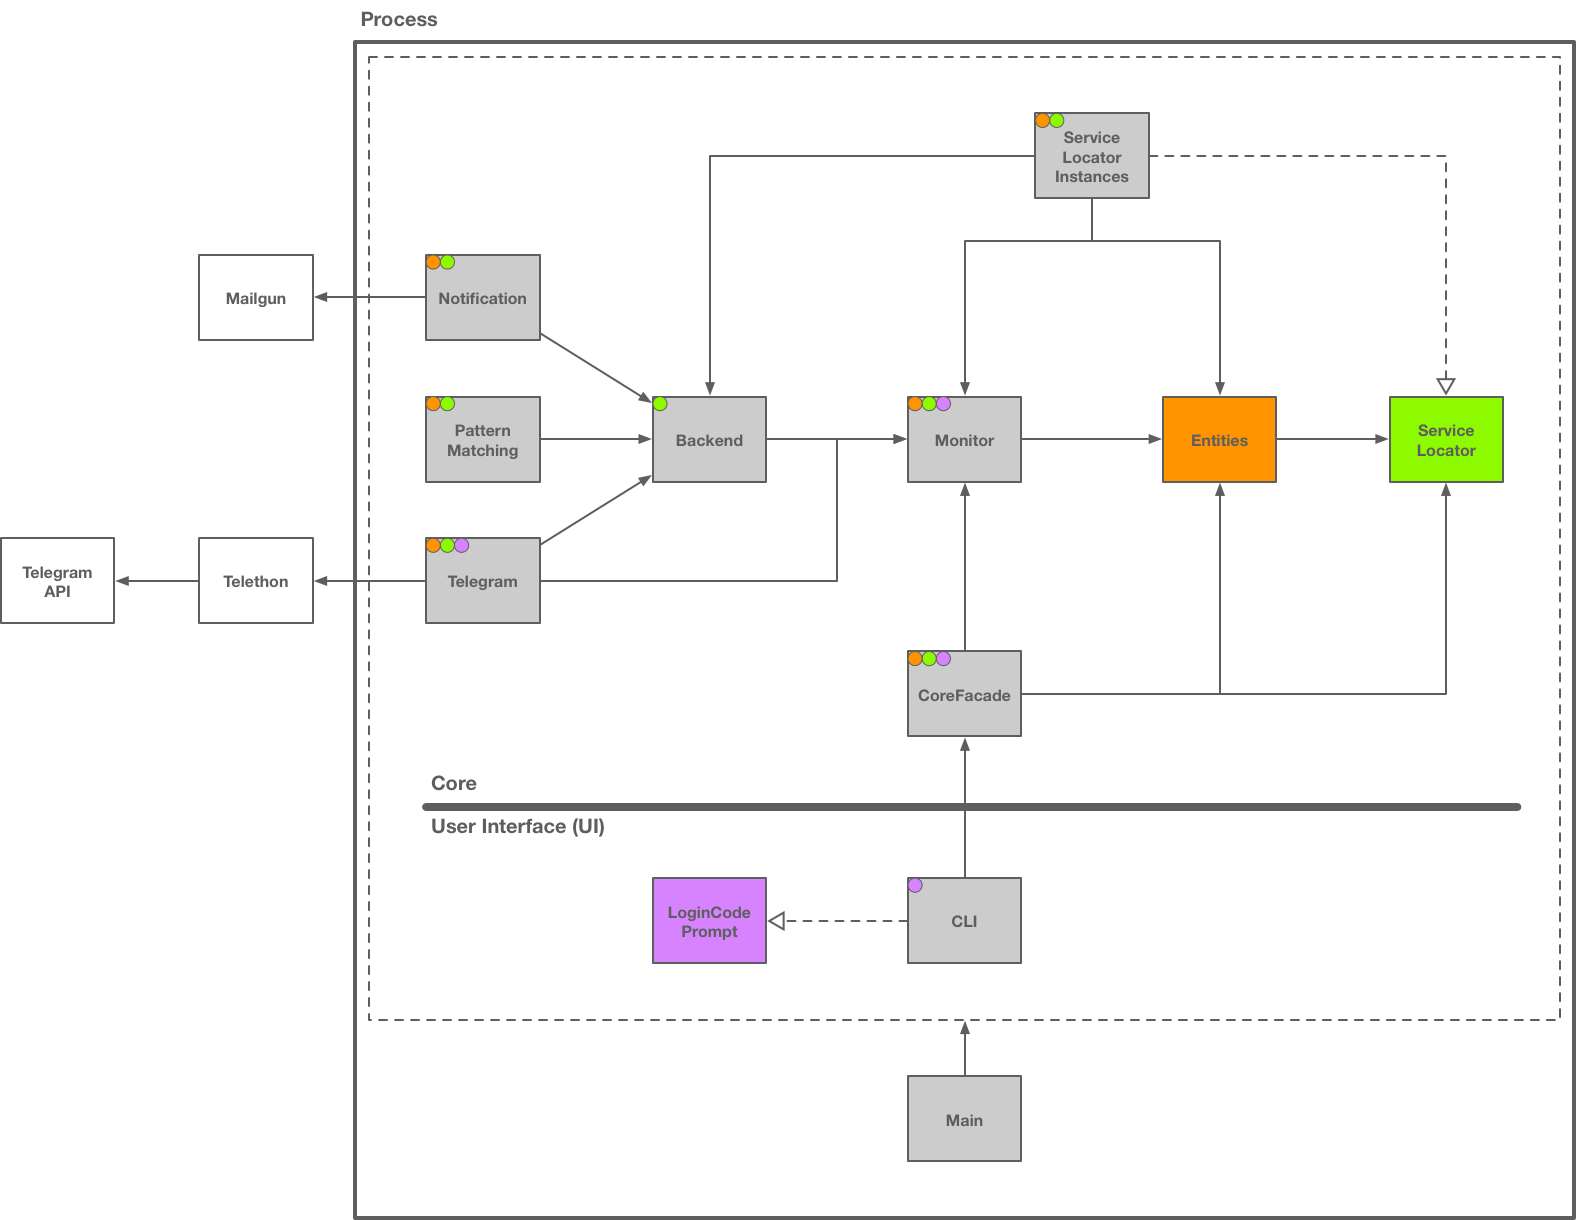 Process
Service
Locator
Instances
Mailgun
Notification
Pattern
Matching
Backend
Monitor
Entities
Service
Locator
Telegram
API
Telethon
Telegram
CoreFacade
Core
User Interface (UI)
LoginCode
Prompt
CLI
Main